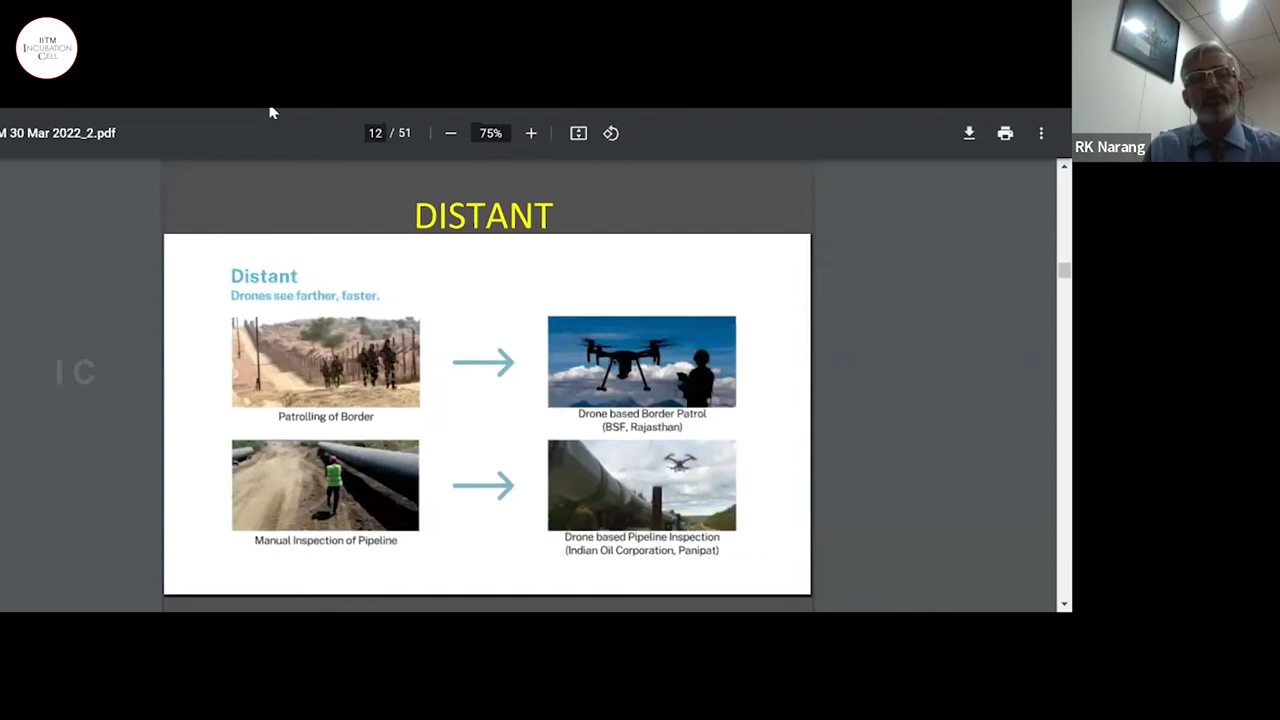 IITM
INCUBATION
CELL
M 30 Mar 2022_2.pdf
12 / 51
75%
RK Narang
DISTANT
Distant
Drones see farther, faster.
Patrolling of Border
Drone based Border Patrol
(BSF, Rajasthan)
I C
Manual Inspection of Pipeline
Drone based Pipeline Inspection
(Indian Oil Corporation, Panipat)